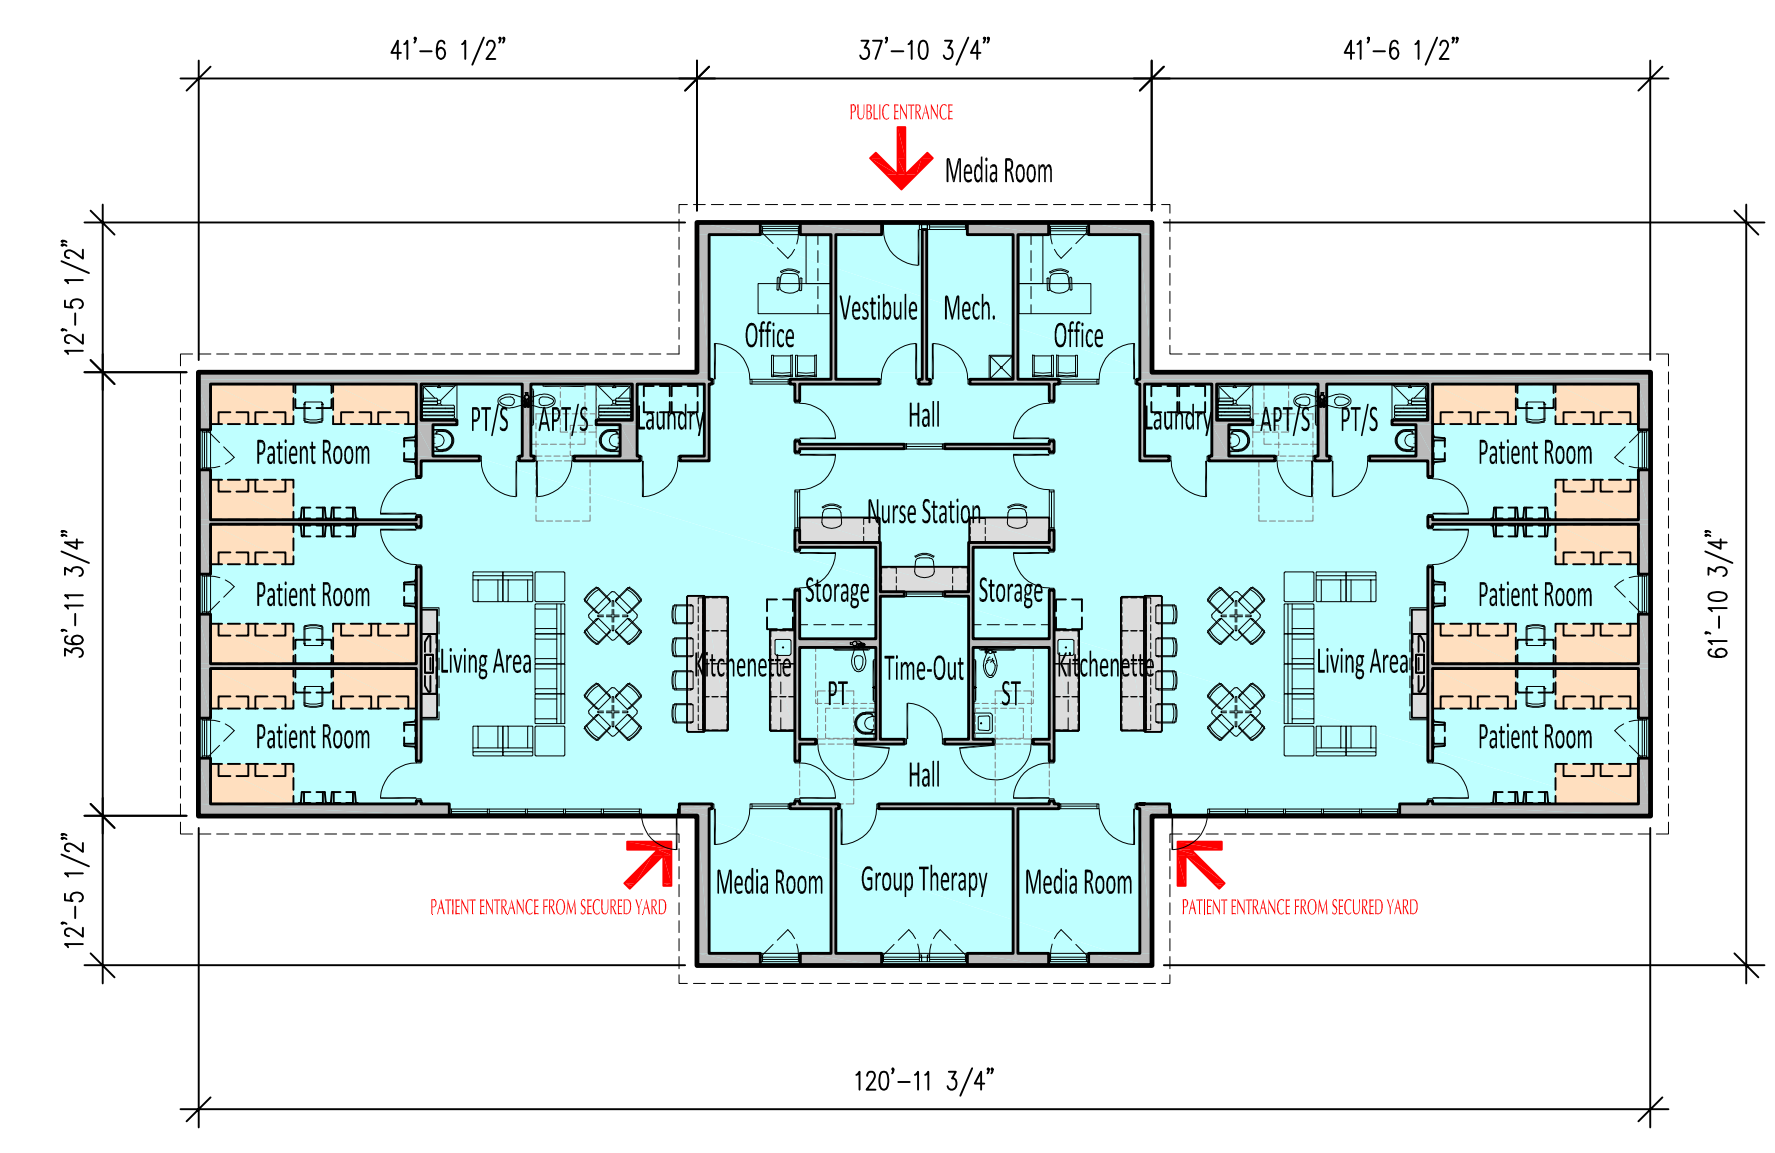 41'-6 1/2"
37'-10 3/4"
41'-6 1/2"
PUBLIC ENTRANCE
Media Room
12'-5 1/2"
Vestibule
Mech.
Office
Office
PT/S
APT/S
Laundry
Hall
Laundry
APT/S
PT/S
Patient Room
Patient Room
Nurse Station
36'-11 3/4"
61'-10 3/4"
Patient Room
Storage
Storage
Patient Room
Living Area
Kitchenette
Time-Out
Kitchenette
Living Area
PT
ST
Patient Room
Patient Room
Hall
12'-5 1/2"
Media Room
Group Therapy
Media Room
PATIENT ENTRANCE FROM SECURED YARD
PATIENT ENTRANCE FROM SECURED YARD
120'-11 3/4"